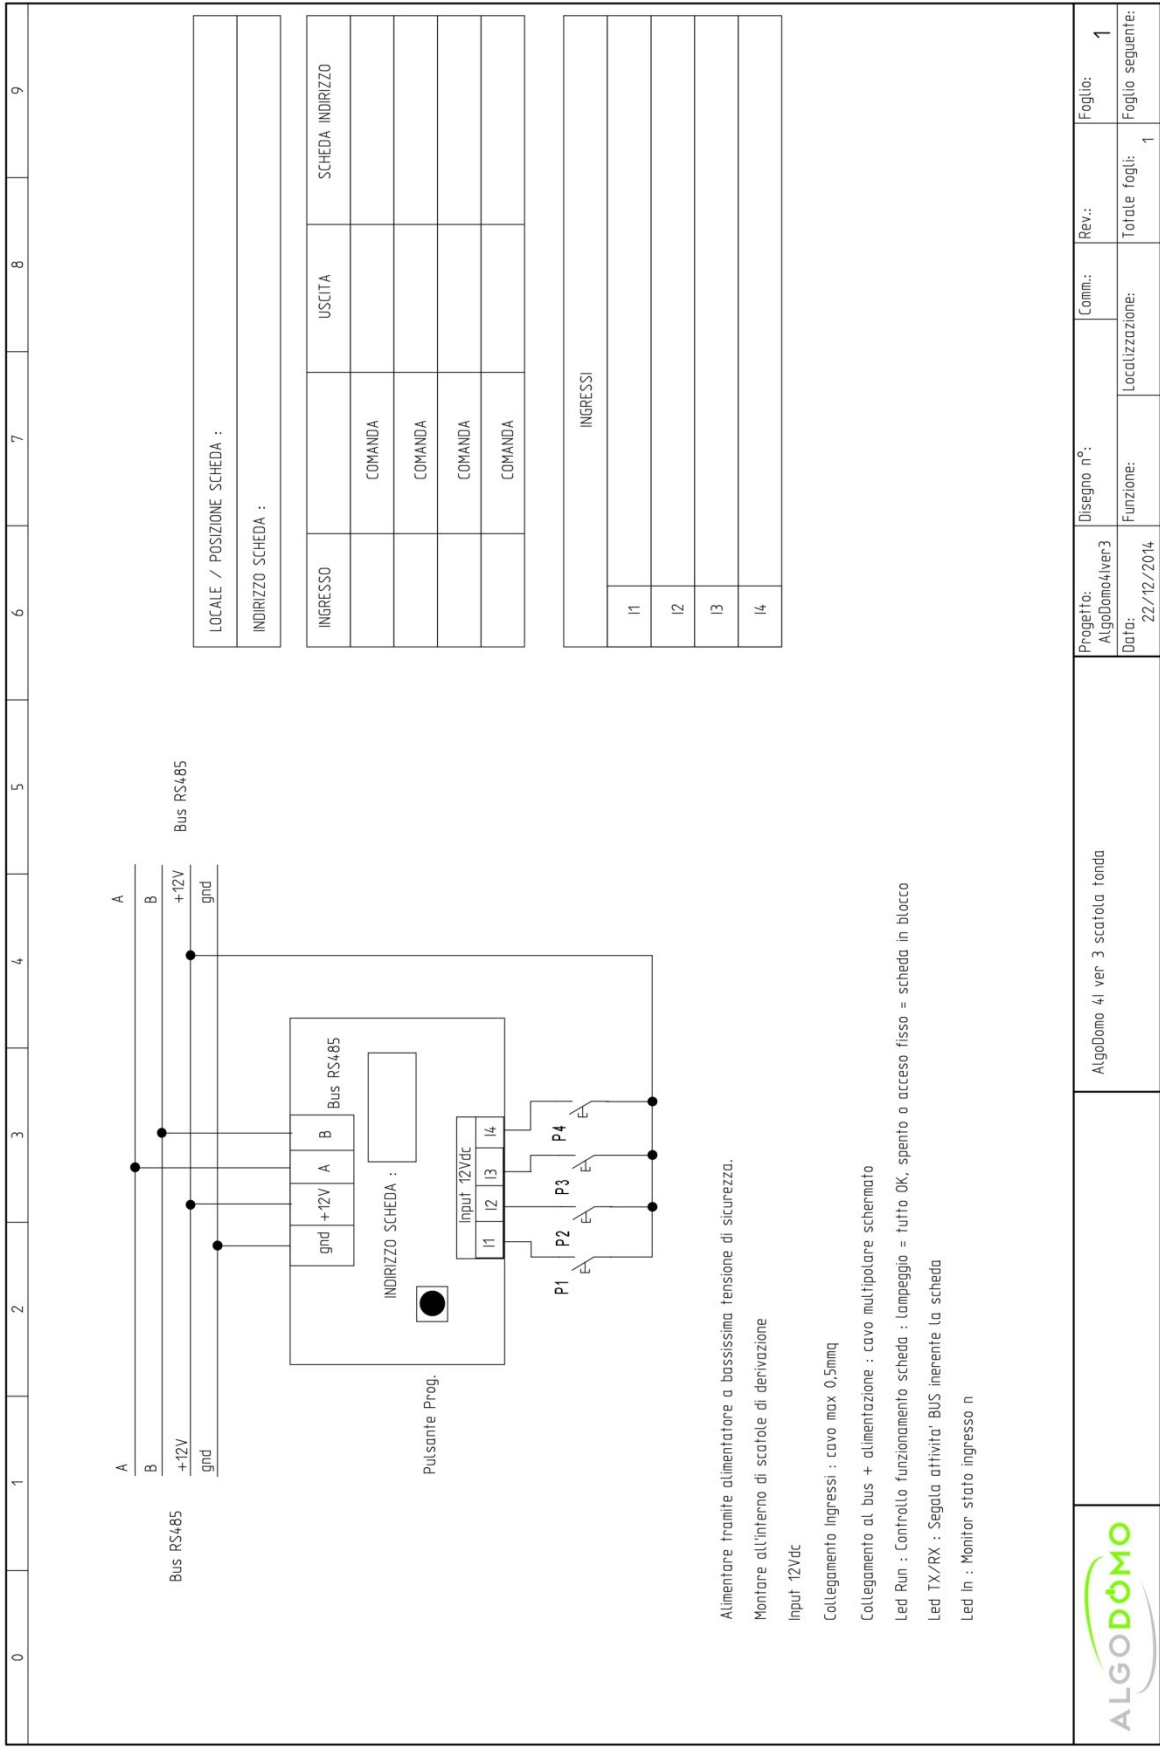 0 1 2 3 4 5 6 7 8 9
A
B
+12V
gnd
Bus RS485
A
B
+12V
gnd
Bus RS485
Bus RS485
gnd +12V A B
INDIRIZZO SCHEDA :
Pulsante Prog.
Input 12Vdc
I1 I2 I3 I4
P1 P2 P3 P4
LOCALE / POSIZIONE SCHEDA :
INDIRIZZO SCHEDA :
INGRESSO USCITA SCHEDA INDIRIZZO
COMANDA
COMANDA
COMANDA
COMANDA
INGRESSI
I1
I2
I3
I4
Alimentare tramite alimentatore a bassissima tensione di sicurezza.
Montare all'interno di scatole di derivazione
Input 12Vdc
Collegamento Ingressi : cavo max 0,5mmq
Collegamento al bus + alimentazione : cavo multipolare schermato
Led Run : Controllo funzionamento scheda : lampeggio = tutto OK, spento o acceso fisso = scheda in blocco
Led TX/RX : Segala attivita' BUS inerente la scheda
Led In : Monitor stato ingresso n
ALGODOMO
AlgoDomo 4I ver 3 scatola tonda
Progetto: Disegno n°: Comm.: Rev.: Foglio:
AlgoDomo4Iver3 1
Data: Funzione: Localizzazione: Totale fogli: Foglio seguente:
22/12/2014 1